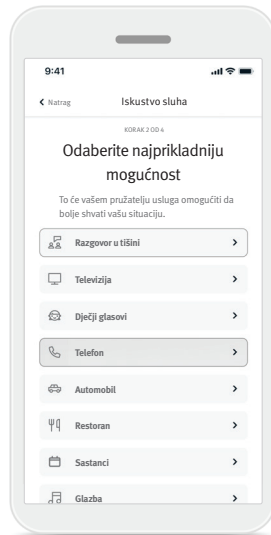 9:41
Natrag
Iskustvo sluha
KORAK 2 OD 4
Odaberite najprikladniju
mogućnost
To će vašem pružatelju usluga omogućiti da
bolje shvati vašu situaciju.
Razgovor u tišini
Televizija
Dječji glasovi
Telefon
Automobil
Restoran
Sastanci
Glazba